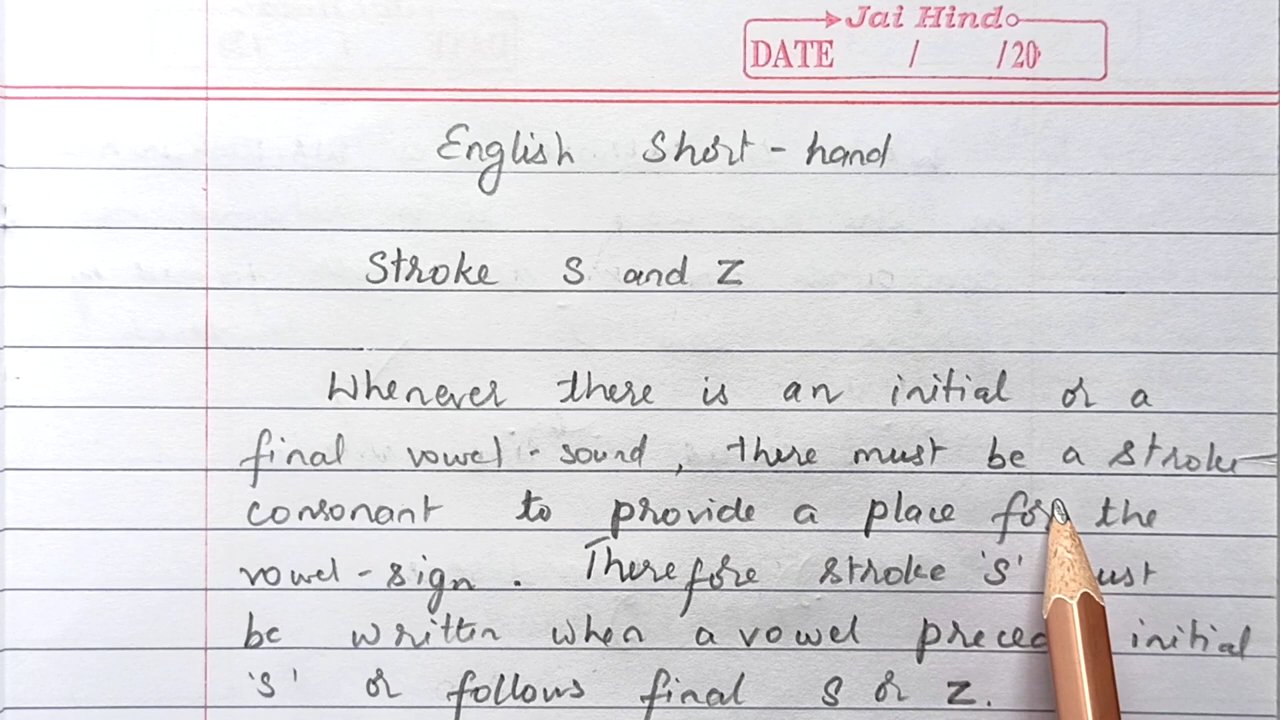 Jai Hind
DATE / /20
English Short-hand
Stroke S and Z
Whenever there is an initial or a
final vowel-sound, there must be a stroke
consonant to provide a place for the
vowel-sign. Therefore stroke 's' ust
be written when a vowel preced initial
's' or follows final S or Z.